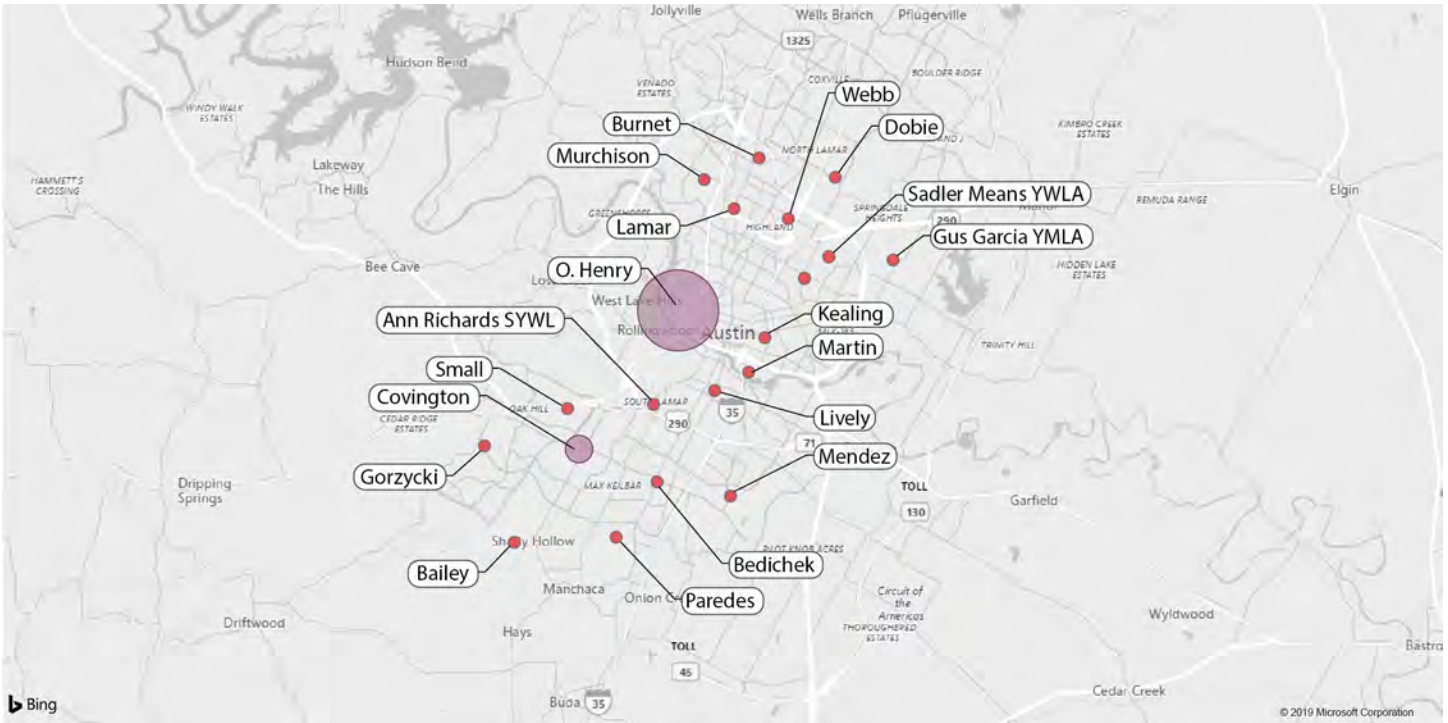 Jollyville
Wells Branch
Pflugerville
1325
Hudson Bend
BOULDER RIDGE
COXVILLE
VENADO
ESTATES
Webb
WINDY WALK
ESTATES
Burnet
Dobie
KIMBRO CREEK
ESTATES
NORTH LAMAR
Murchison
Lakeway
The Hills
HAMMETT'S
CROSSING
Sadler Means YWLA
Elgin
REMUDA RANGE
SPRINGDALE
HEIGHTS
290
Lamar
HIGHLAND
Gus Garcia YMLA
Bee Cave
O. Henry
HIDDEN LAKE
ESTATES
West Lake Hills
Ann Richards SYWL
Kealing
Austin
TRINITY HILL
Martin
Small
Covington
OAK HILL
SOUTH LAMAR
35
CEDAR RIDGE
ESTATES
290
Lively
71
Mendez
Gorzycki
Dripping
Springs
MAX KEILBAR
TOLL
130
Garfield
Shady Hollow
PILOT KNOB ACRES
Bedichek
Bailey
Manchaca
Paredes
Circuit of
the
Americas
THOROUGHBRED
ESTATES
Wyldwood
Driftwood
Hays
TOLL
45
Cedar Creek
Buda
35
Bing
© 2019 Microsoft Corporation